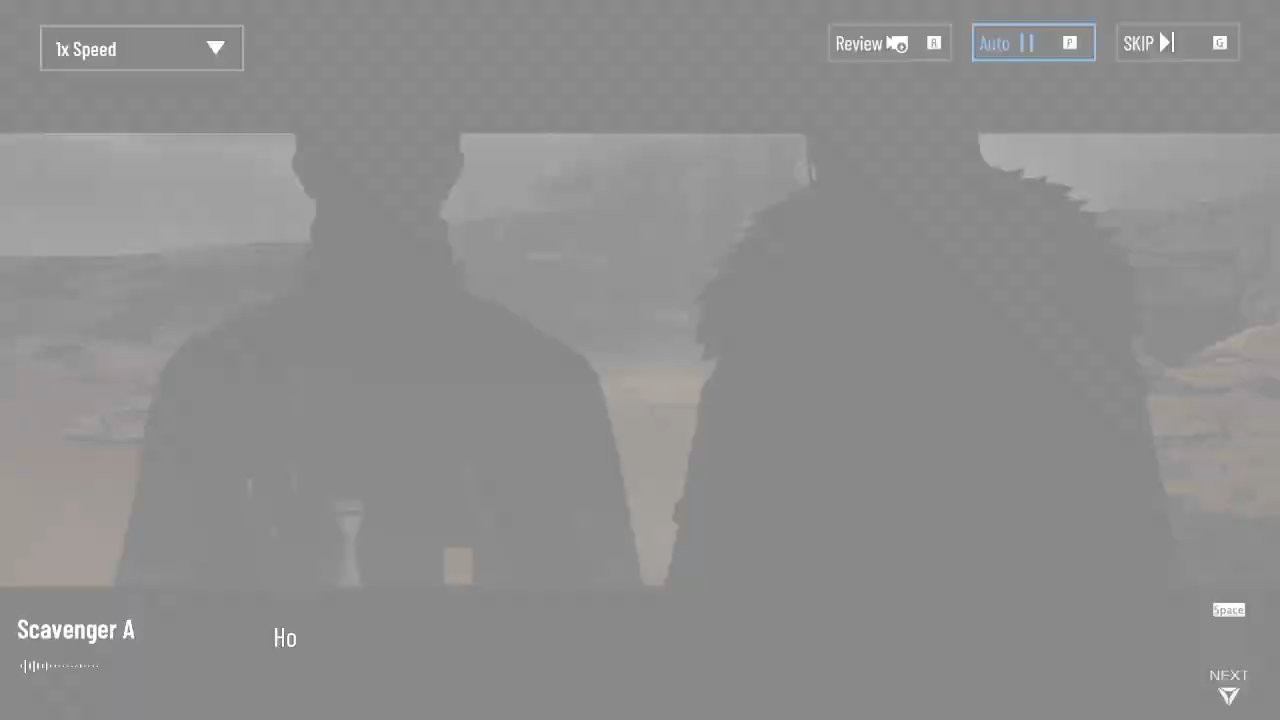 1x Speed
Review R
Auto P
SKIP G
Scavenger A
Ho
Space
NEXT